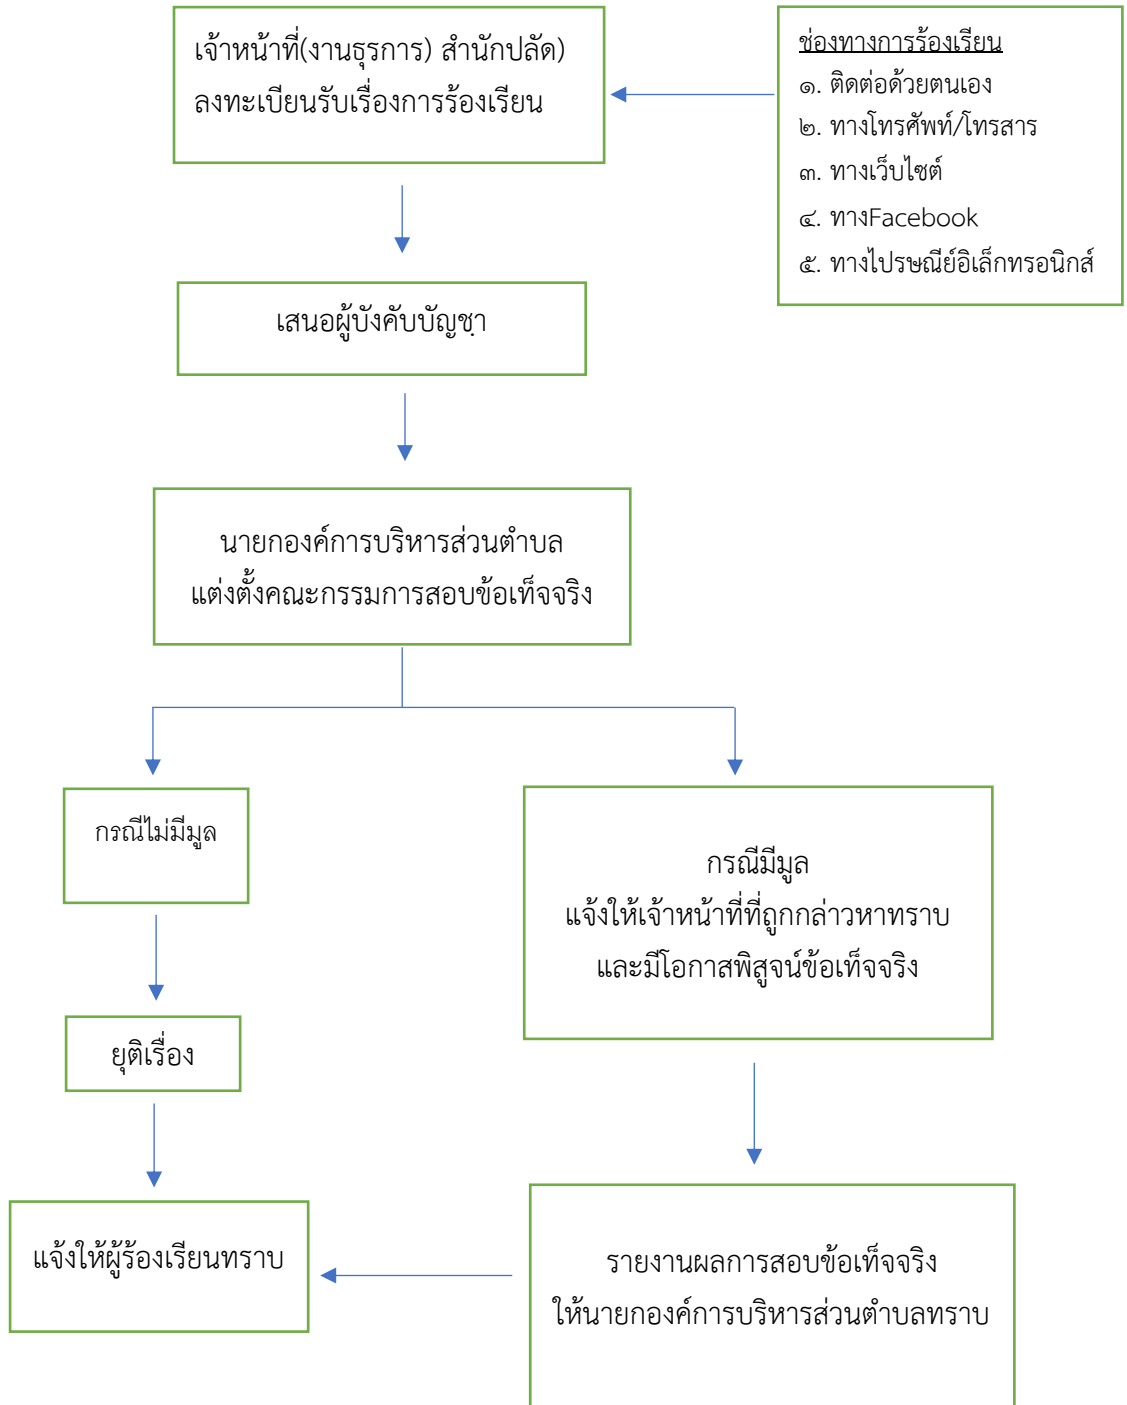 เจ้าหน้าที่(งานธุรการ) สำนักปลัด)
ลงทะเบียนรับเรื่องการร้องเรียน
ช่องทางการร้องเรียน
๑. ติดต่อด้วยตนเอง
๒. ทางโทรศัพท์/โทรสาร
๓. ทางเว็บไซต์
๔. ทางFacebook
๕. ทางไปรษณีย์อิเล็กทรอนิกส์
เสนอผู้บังคับบัญชา
นายกองค์การบริหารส่วนตำบล
แต่งตั้งคณะกรรมการสอบข้อเท็จจริง
กรณีไม่มีมูล
กรณีมีมูล
แจ้งให้เจ้าหน้าที่ที่ถูกกล่าวหาทราบ
และมีโอกาสพิสูจน์ข้อเท็จจริง
ยุติเรื่อง
แจ้งให้ผู้ร้องเรียนทราบ
รายงานผลการสอบข้อเท็จจริง
ให้นายกองค์การบริหารส่วนตำบลทราบ